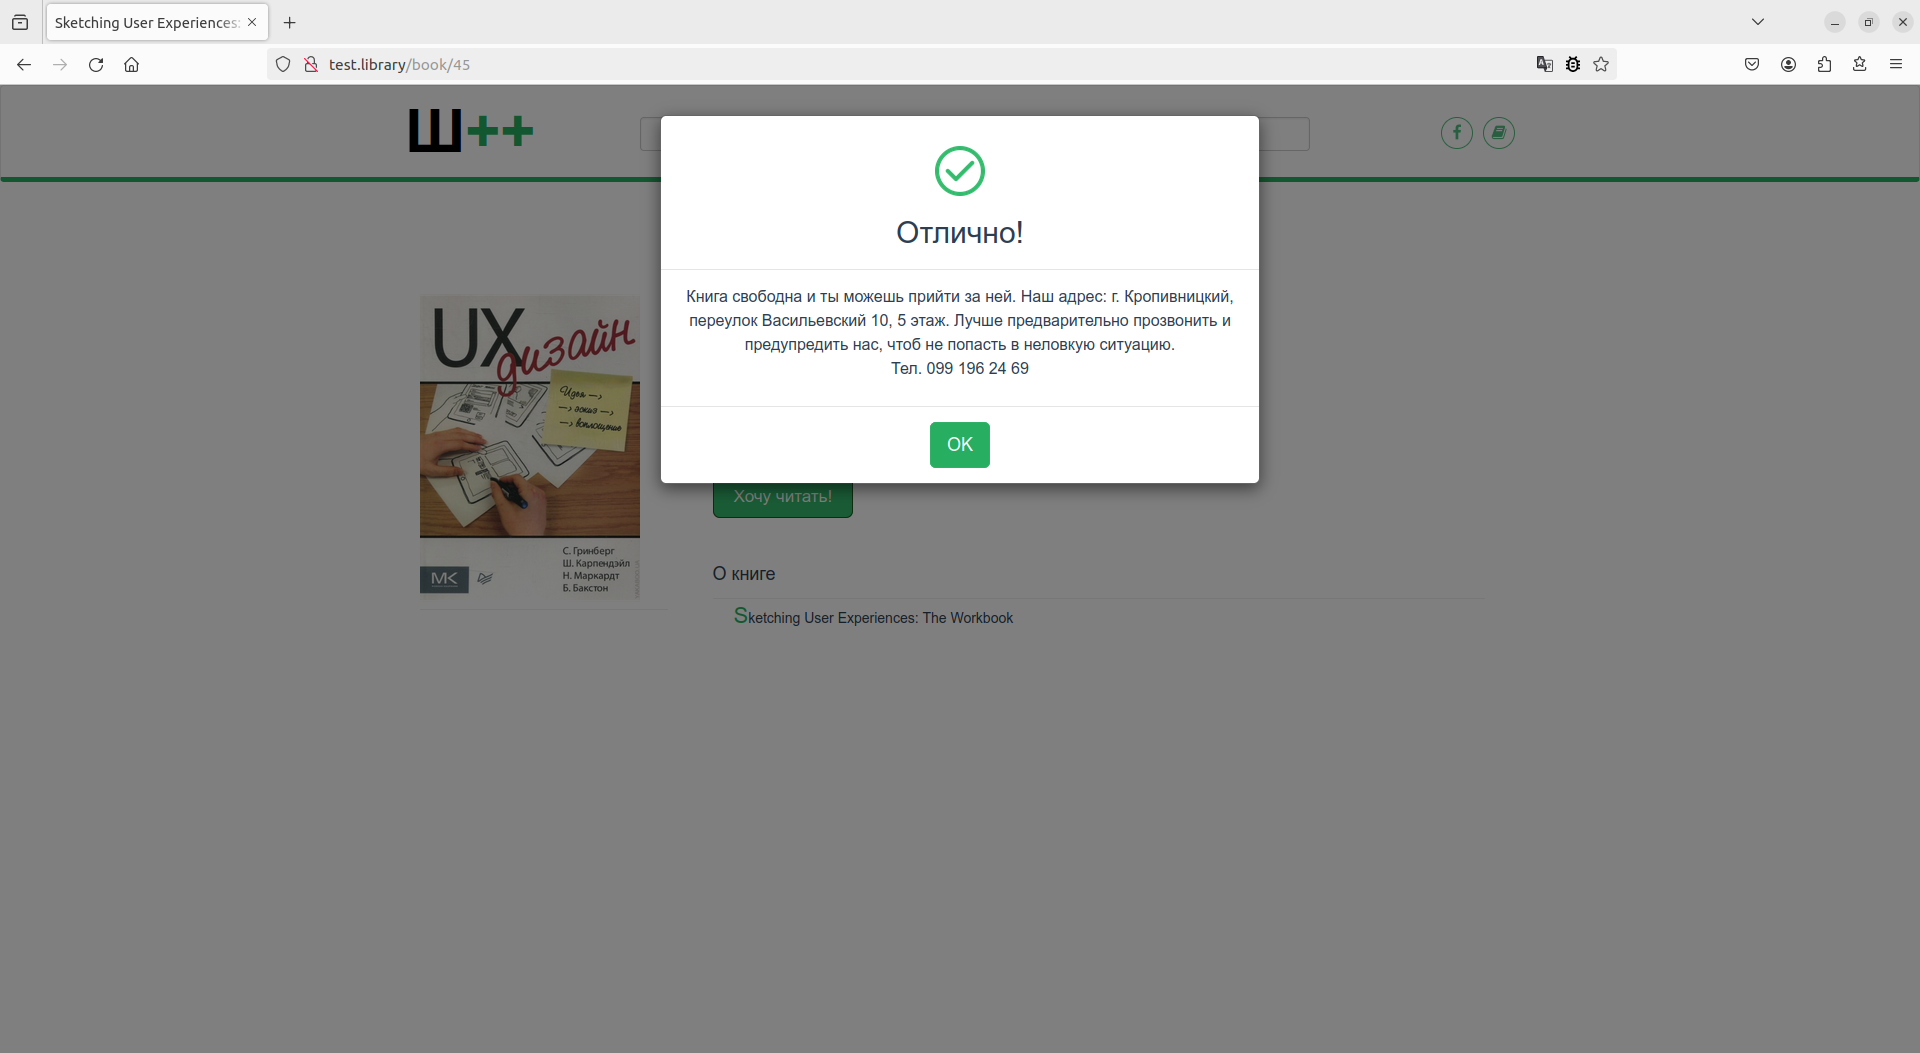 Sketching User Experiences:
test.library/book/45
Ш++
Отлично!
Книга свободна и ты можешь прийти за ней. Наш адрес: г. Кропивницкий,
переулок Васильевский 10, 5 этаж. Лучше предварительно прозвонить и
предупредить нас, чтоб не попасть в неловкую ситуацию.
Тел. 099 196 24 69
OK
UX
дизайн
Идея —>
—> эскиз —>
—> воплощение
С. Гринберг
Ш. Карпендэйл
Н. Маркардт
Б. Бакстон
MK
Хочу читать!
О книге
Sketching User Experiences: The Workbook